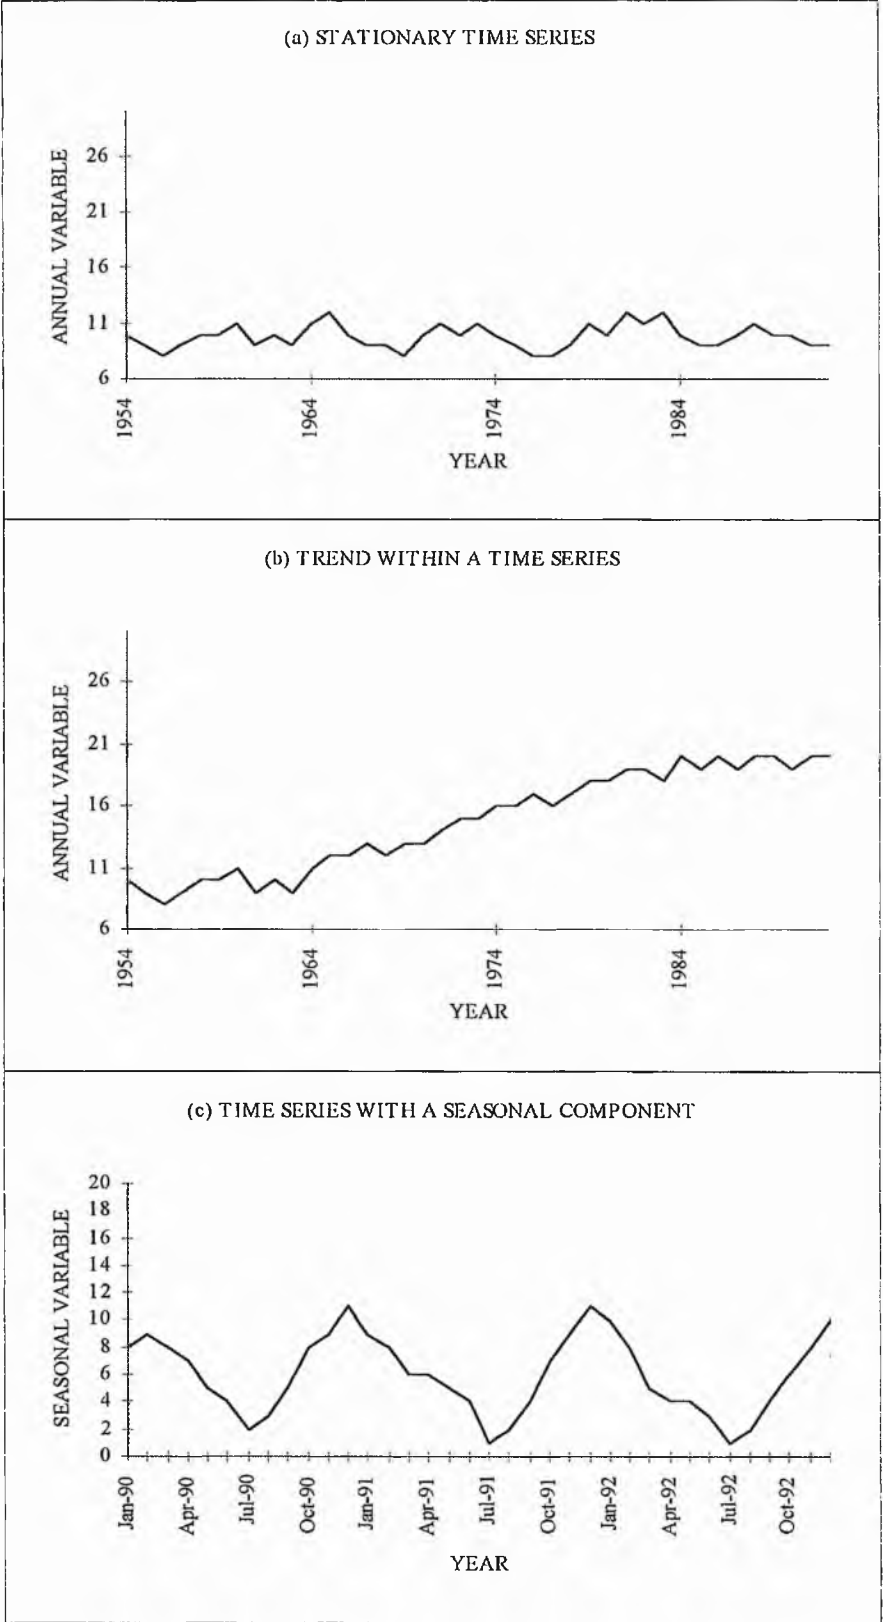 (a) STATIONARY TIME SERIES
ANNUAL VARIABLE
26
21
16
11
6
1954
1964
1974
1984
YEAR
(b) TREND WITHIN A TIME SERIES
ANNUAL VARIABLE
26
21
16
11
6
1954
1964
1974
1984
YEAR
(c) TIME SERIES WITH A SEASONAL COMPONENT
SEASONAL VARIABLE
20
18
16
14
12
10
8
6
4
2
0
Jan-90
Apr-90
Jul-90
Oct-90
Jan-91
Apr-91
Jul-91
Oct-91
Jan-92
Apr-92
Jul-92
Oct-92
YEAR